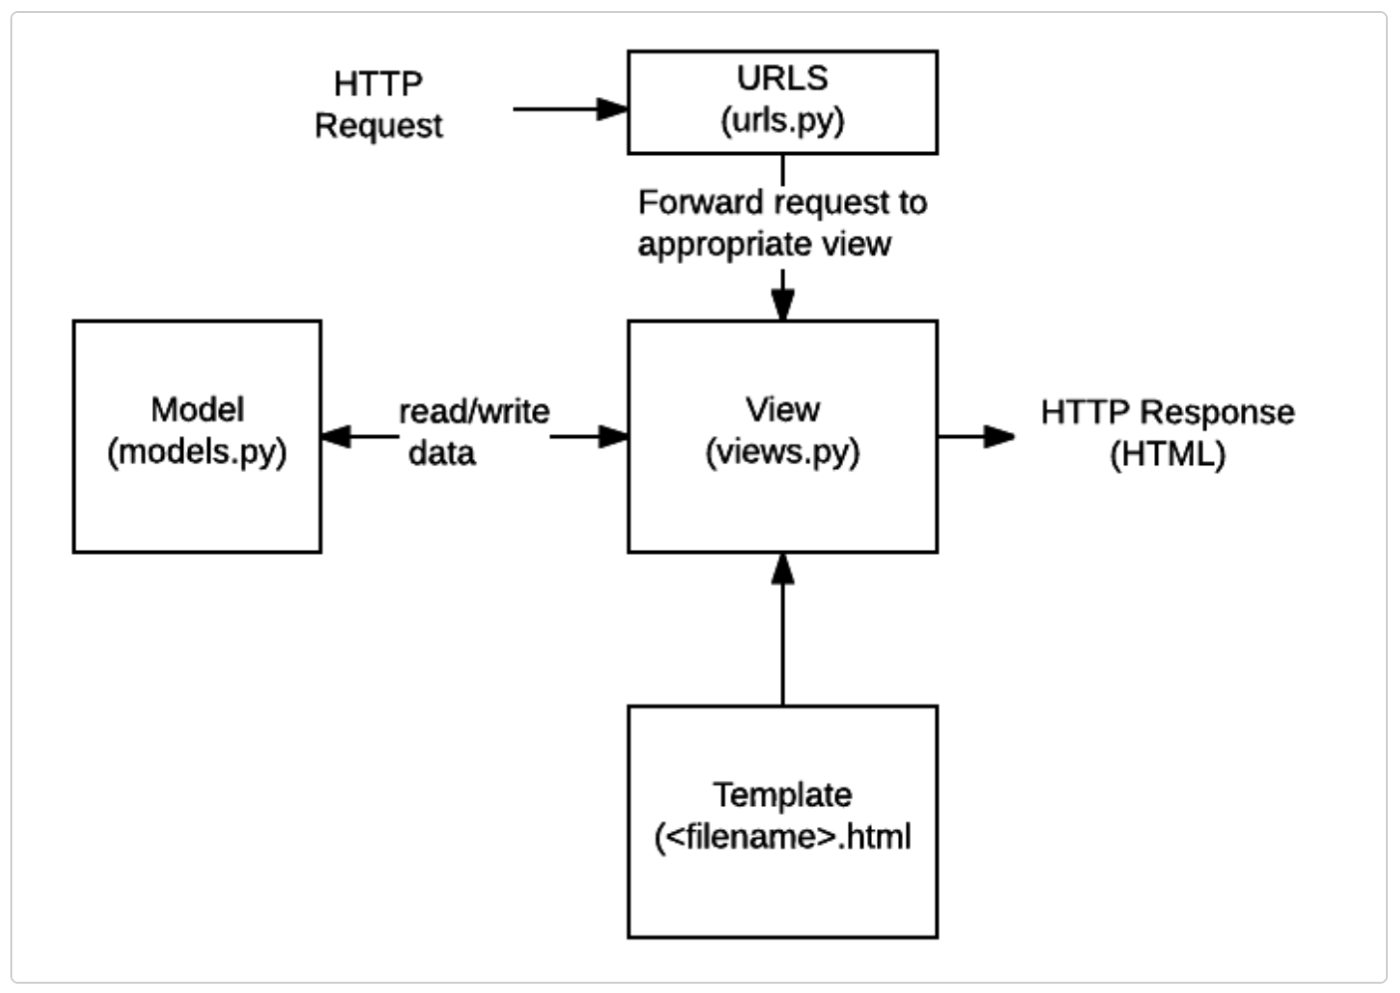 HTTP
Request
URLS
(urls.py)
Forward request to
appropriate view
Model
(models.py)
read/write
data
View
(views.py)
HTTP Response
(HTML)
Template
(<filename>.html